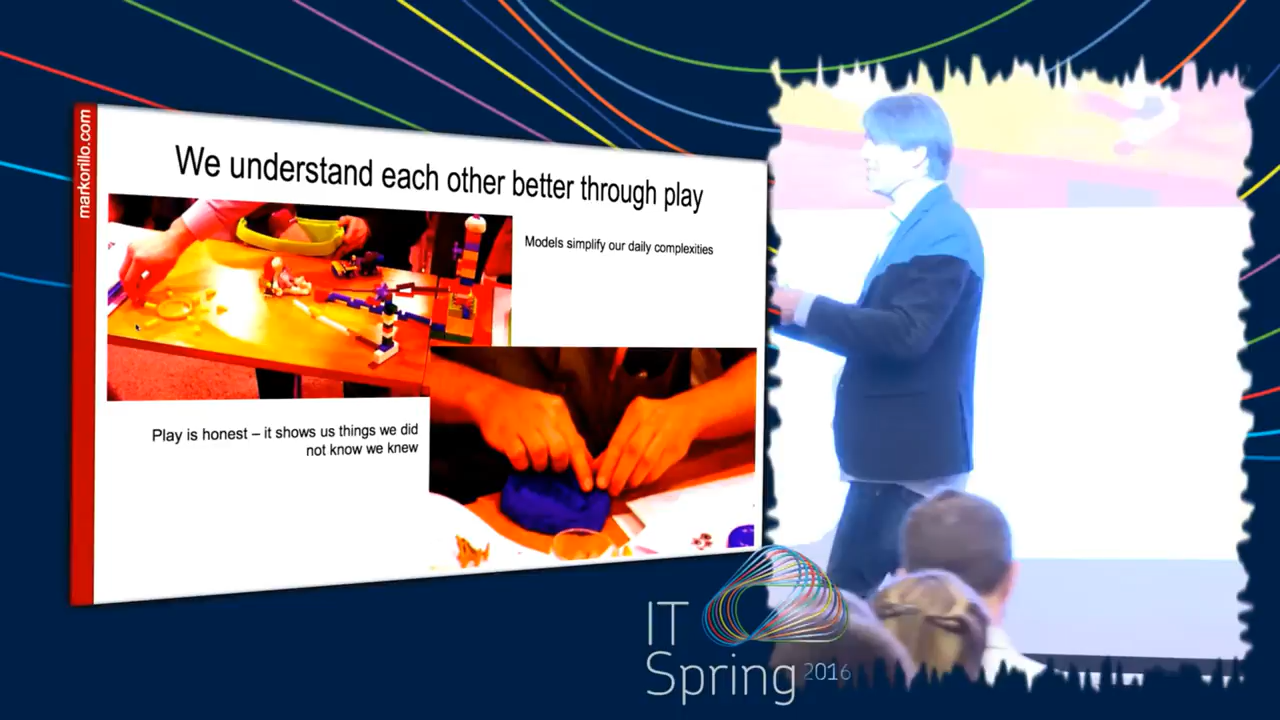 markorillo.com
We understand each other better through play
Models simplify our daily complexities
Play is honest – it shows us things we did
not know we knew
IT
Spring 2016